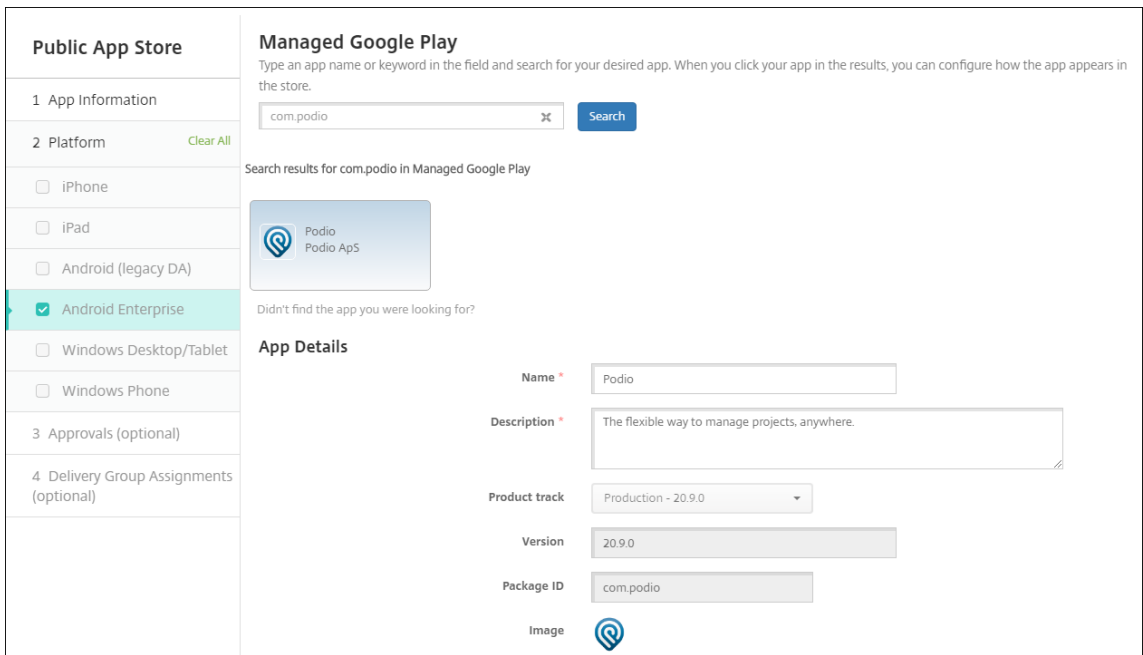 Public App Store
1 App Information
2 Platform
Clear All
iPhone
iPad
Android (legacy DA)
Android Enterprise
Windows Desktop/Tablet
Windows Phone
3 Approvals (optional)
4 Delivery Group Assignments
(optional)
Managed Google Play
Type an app name or keyword in the field and search for your desired app. When you click your app in the results, you can configure how the app appears in
the store.
com.podio
Search
Search results for com.podio in Managed Google Play
Podio
Podio ApS
Didn't find the app you were looking for?
App Details
Name *
Podio
Description *
The flexible way to manage projects, anywhere.
Product track
Production - 20.9.0
Version
20.9.0
Package ID
com.podio
Image